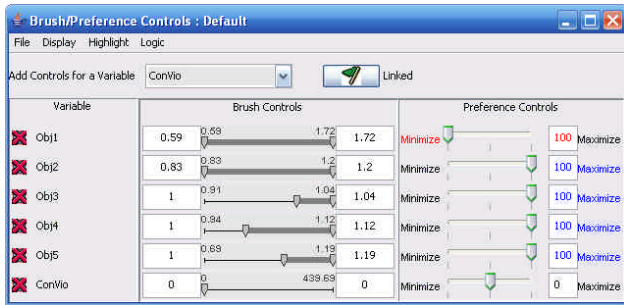 Brush/Preference Controls : Default
File Display Highlight Logic
Add Controls for a Variable ConVio Linked
Variable Brush Controls Preference Controls
Obj1 0.59 0.59 1.72 1.72 Minimize 100 Maximize
Obj2 0.83 0.83 1.2 1.2 Minimize 100 Maximize
Obj3 1 0.91 1.04 1.04 Minimize 100 Maximize
Obj4 1 0.94 1.12 1.12 Minimize 100 Maximize
Obj5 1 0.69 1.19 1.19 Minimize 100 Maximize
ConVio 0 0 439.69 0 Minimize 0 Maximize